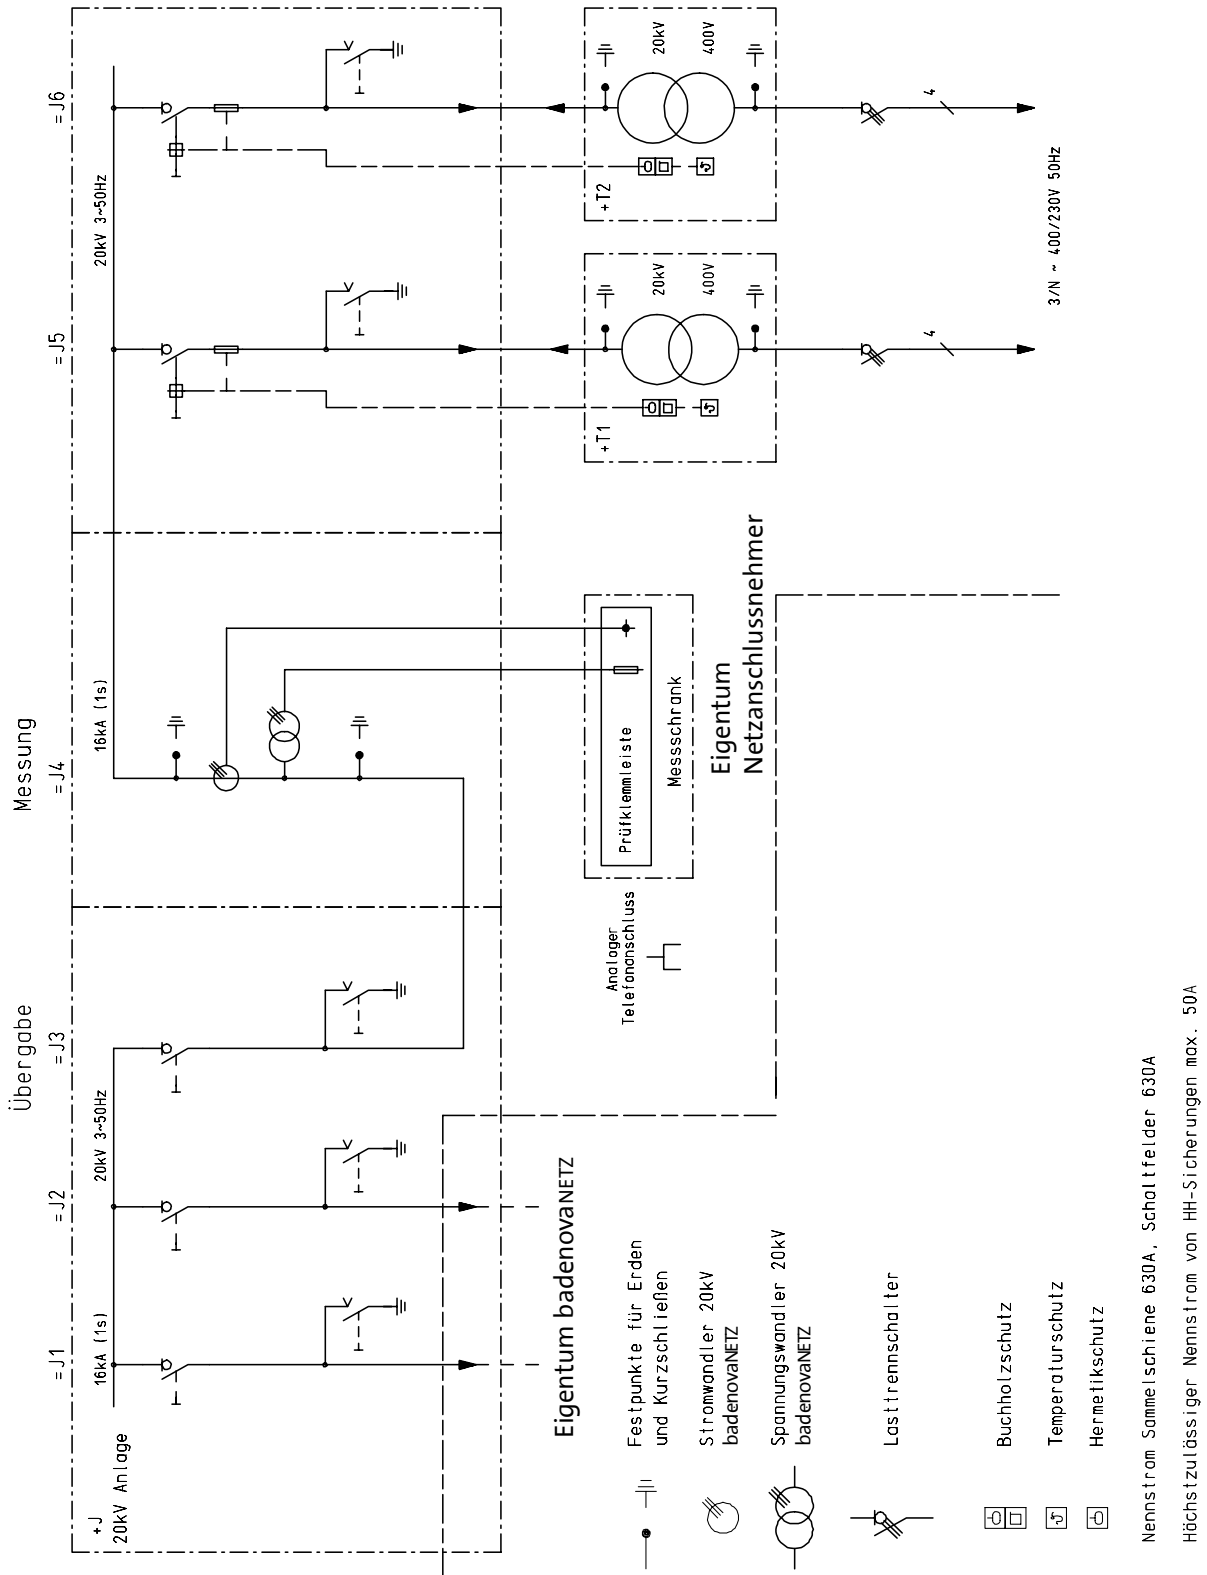 Übergabe
Messung
=J1
=J2
=J3
=J4
=J5
=J6
+J
20kV Anlage
16kA (1s)
20kV 3~50Hz
16kA (1s)
20kV 3~50Hz
Eigentum badenovaNETZ
Analoger
Telefonanschluss
Prüfklemmleiste
Messschrank
Eigentum
Netzanschlussnehmer
+T1
20kV
400V
+T2
20kV
400V
4
4
3/N ~ 400/230V 50Hz
Festpunkte für Erden
und Kurzschließen
Stromwandler 20kV
badenovaNETZ
Spannungswandler 20kV
badenovaNETZ
Lasttrennschalter
Buchholzschutz
Temperaturschutz
Hermetikschutz
Nennstrom Sammelschiene 630A, Schaltfelder 630A
Höchstzulässiger Nennstrom von HH-Sicherungen max. 50A